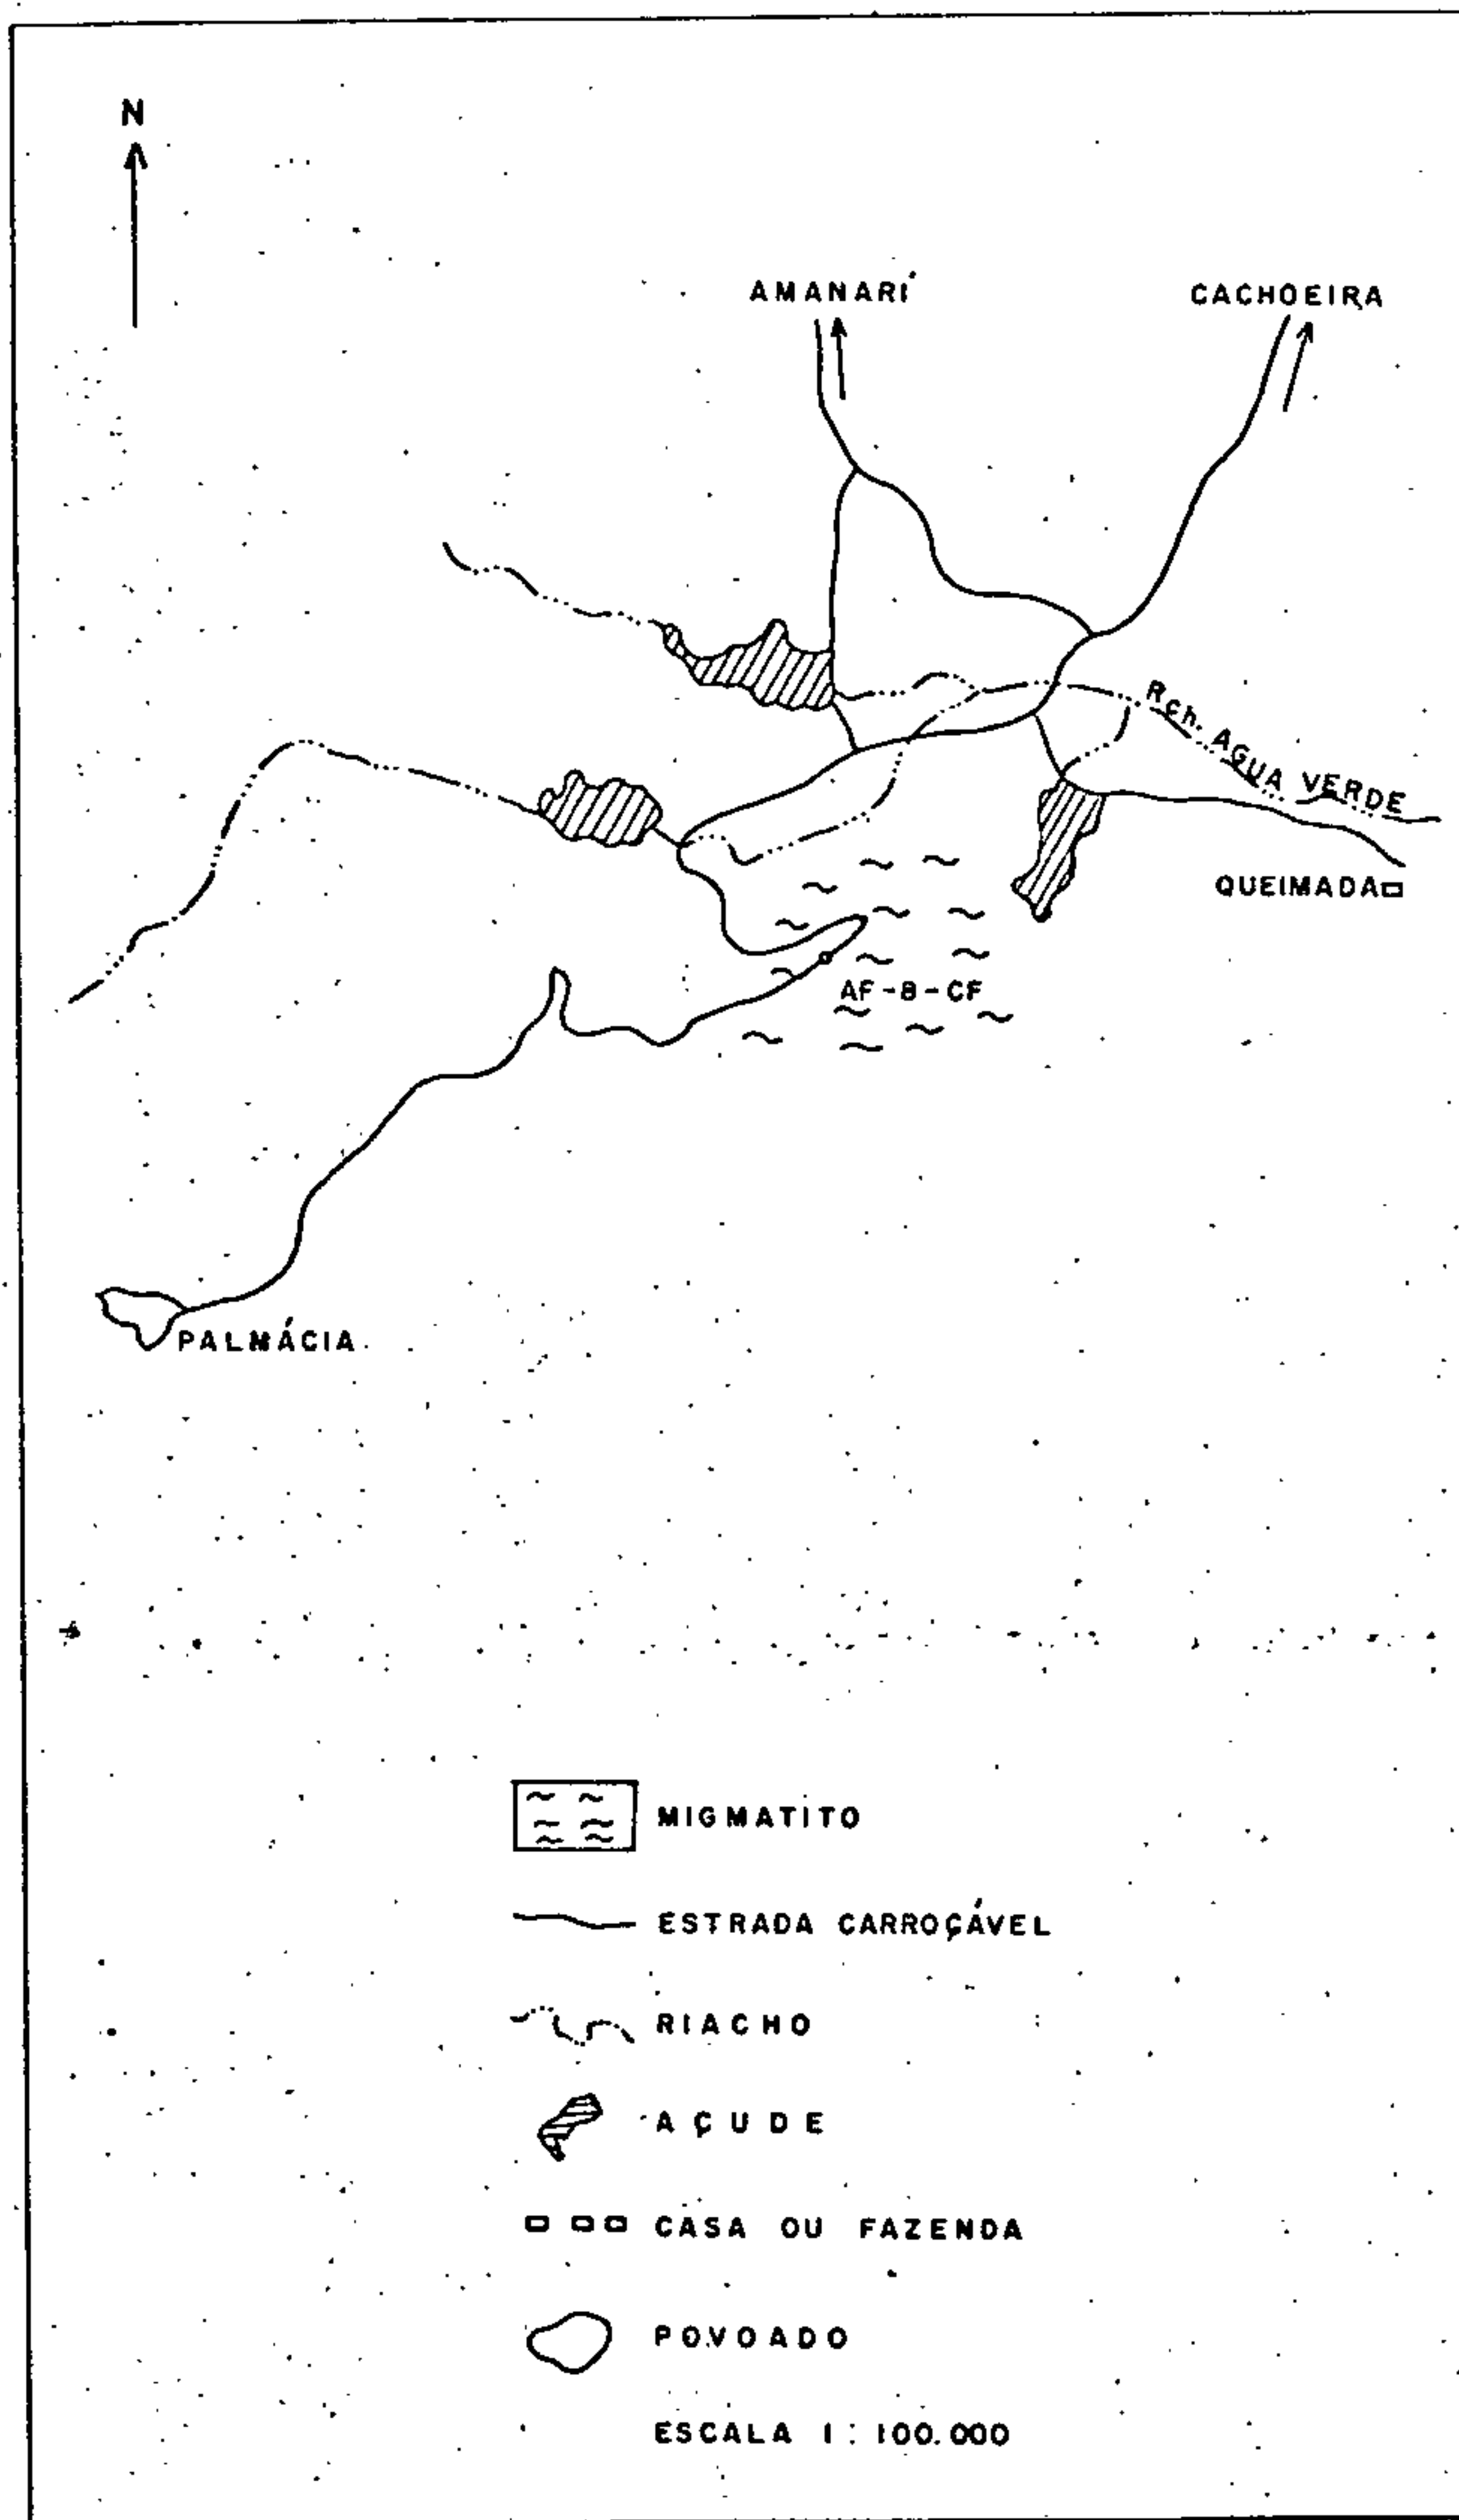 N
AMANARÍ
CACHOEIRA
Rch. AGUA VERDE
QUEIMADA
AF-8-CF
PALMÁCIA
MIGMATITO
ESTRADA CARROÇÁVEL
RIACHO
AÇUDE
CASA OU FAZENDA
POVOADO
ESCALA 1:100.000